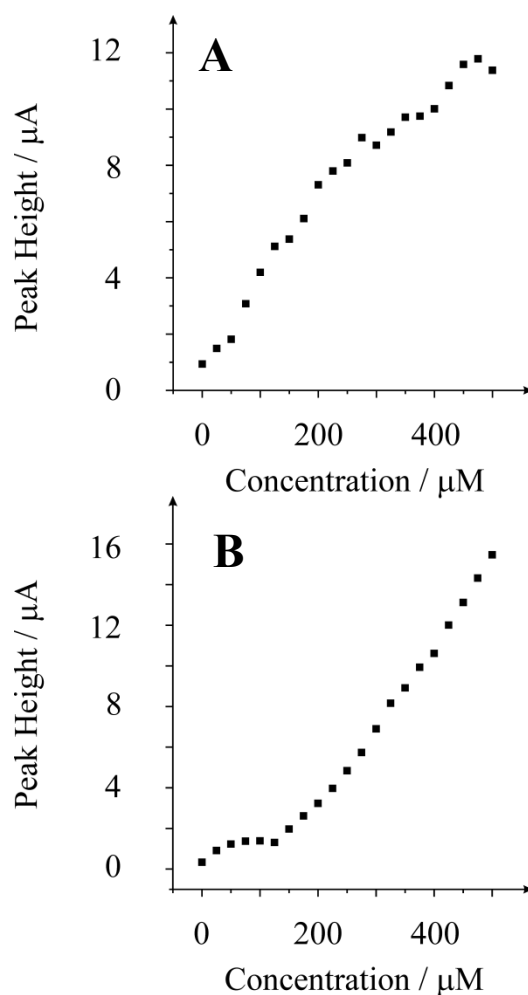 A
12
8
4
0
Peak Height / μA
0 200 400
Concentration / μM
B
16
12
8
4
0
Peak Height / μA
0 200 400
Concentration / μM